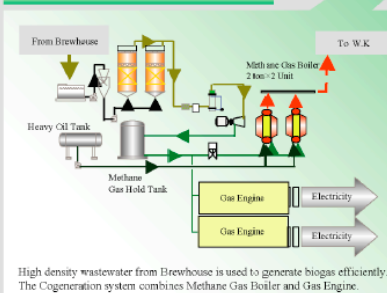 From Brewhouse
To W.K
Methane Gas Boiler
2 ton×2 Unit
Heavy Oil Tank
Methane
Gas Hold Tank
Gas Engine
Electricity
Gas Engine
Electricity
High density wastewater from Brewhouse is used to generate biogas efficiently.
The Cogeneration system combines Methane Gas Boiler and Gas Engine.